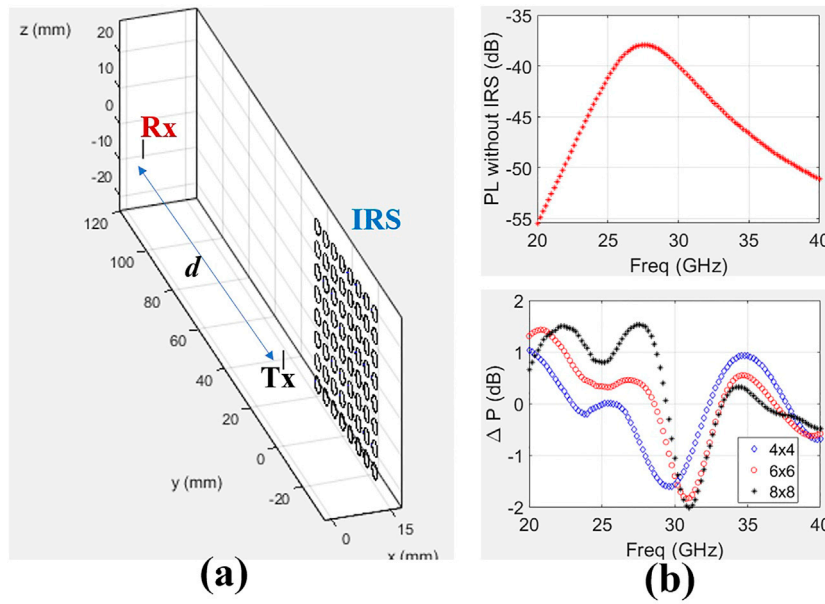 z (mm)
20
10
0
-10
-20
Rx
IRS
d
Tx
120
100
80
60
40
20
0
-20
y (mm)
0
15
x (mm)
(a)
-35
-40
-45
-50
-55
PL without IRS (dB)
20 25 30 35 40
Freq (GHz)
2
1
0
-1
-2
Δ P (dB)
4x4
6x6
8x8
20 25 30 35 40
Freq (GHz)
(b)